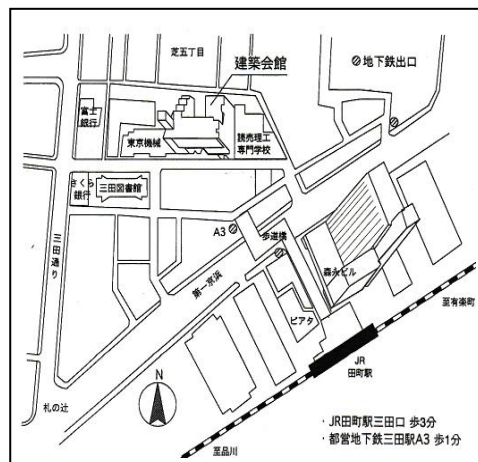 芝五丁目
建築会館
地下鉄出口
富士
銀行
東京機械
読売理工
専門学校
さくら
銀行
三田図書館
三田通り
A3
歩道橋
第一京浜
森永ビル
ピアタ
至有楽町
N
JR
田町駅
札の辻
至品川
・JR田町駅三田口 歩3分
・都営地下鉄三田駅A3 歩1分